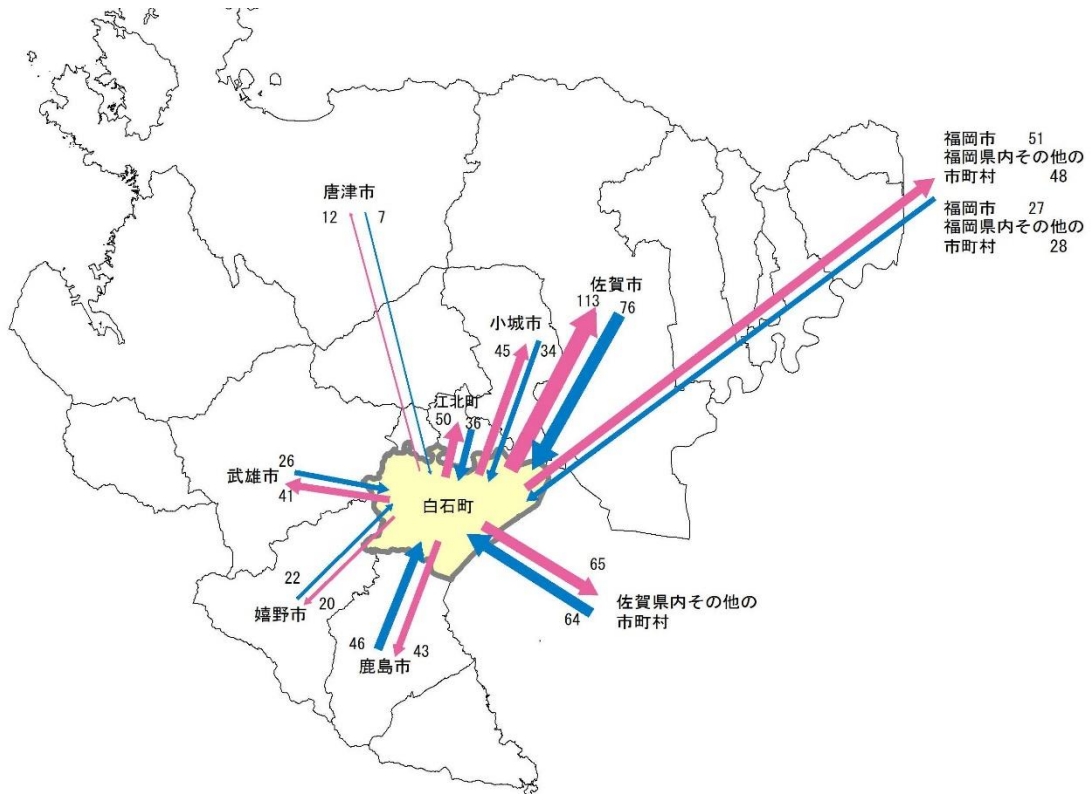 福岡市 51
福岡県内その他の
市町村 48
福岡市 27
福岡県内その他の
市町村 28
唐津市
12 7
佐賀市
113 76
小城市
45 34
江北町
50 36
武雄市
26
41
白石町
22
20
嬉野市
46
43
鹿島市
65
64
佐賀県内その他の
市町村